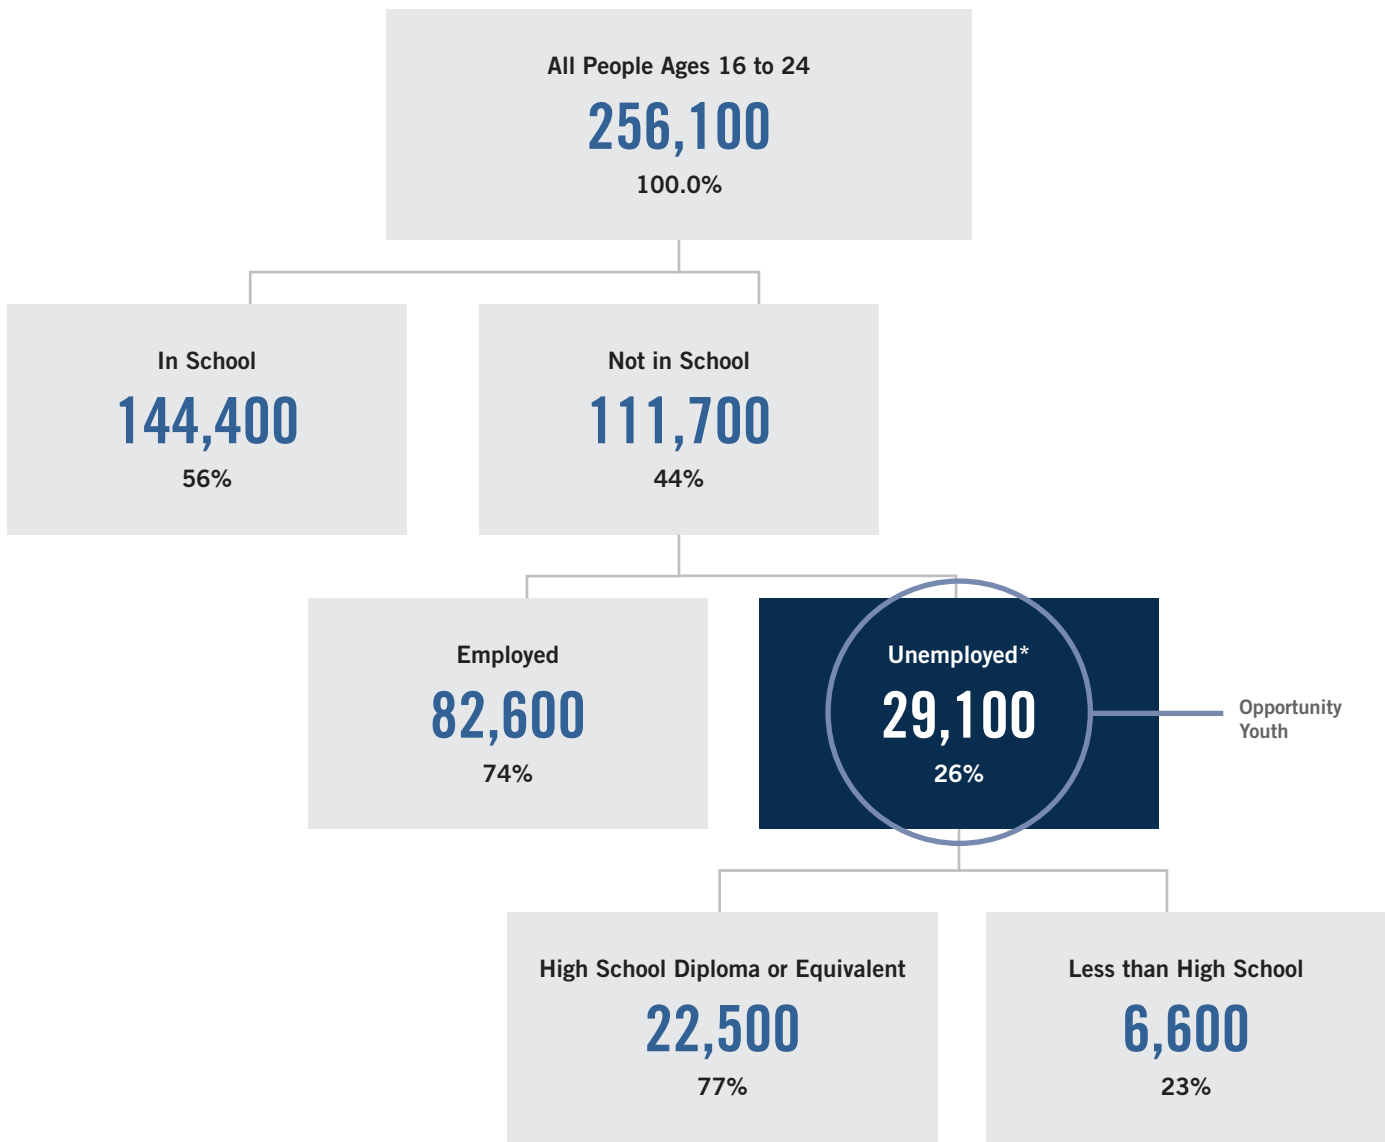 All People Ages 16 to 24
256,100
100.0%
In School
144,400
56%
Not in School
111,700
44%
Employed
82,600
74%
Unemployed*
29,100
26%
Opportunity
Youth
High School Diploma or Equivalent
22,500
77%
Less than High School
6,600
23%